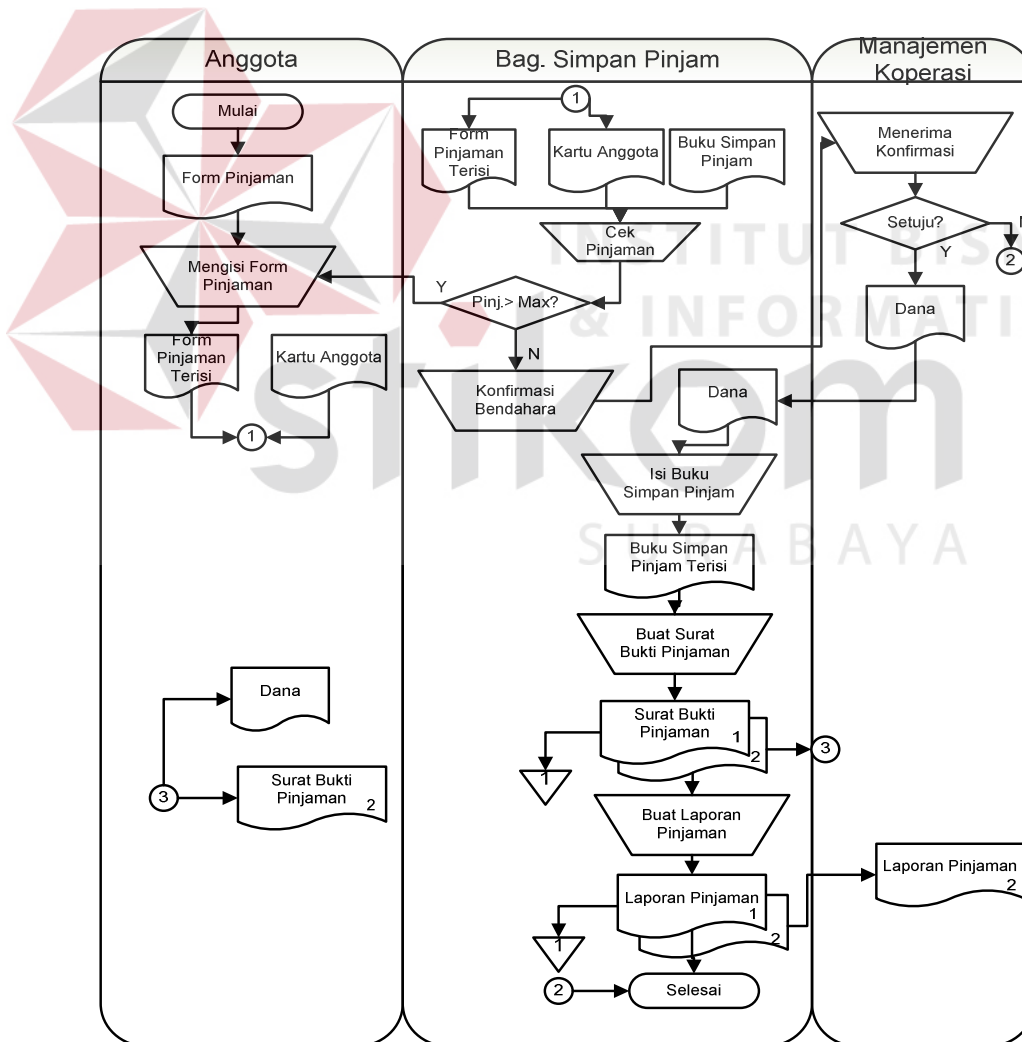 Anggota
Bag. Simpan Pinjam
Manajemen
Koperasi
Mulai
Form Pinjaman
Mengisi Form
Pinjaman
Form
Pinjaman
Terisi
Kartu Anggota
1
1
Form
Pinjaman
Terisi
Kartu Anggota
Buku Simpan
Pinjam
Cek
Pinjaman
Pinj.> Max?
Y
N
Konfirmasi
Bendahara
Menerima
Konfirmasi
Setuju?
N
Y
2
Dana
Dana
Isi Buku
Simpan Pinjam
Buku Simpan
Pinjam Terisi
Buat Surat
Bukti Pinjaman
Surat Bukti
Pinjaman
1
2
3
1
Dana
3
Surat Bukti
Pinjaman
2
Buat Laporan
Pinjaman
Laporan Pinjaman
1
2
1
Laporan Pinjaman
2
2
Selesai
INSTITUT BIS
& INFORMATI
stikom
SURABAYA